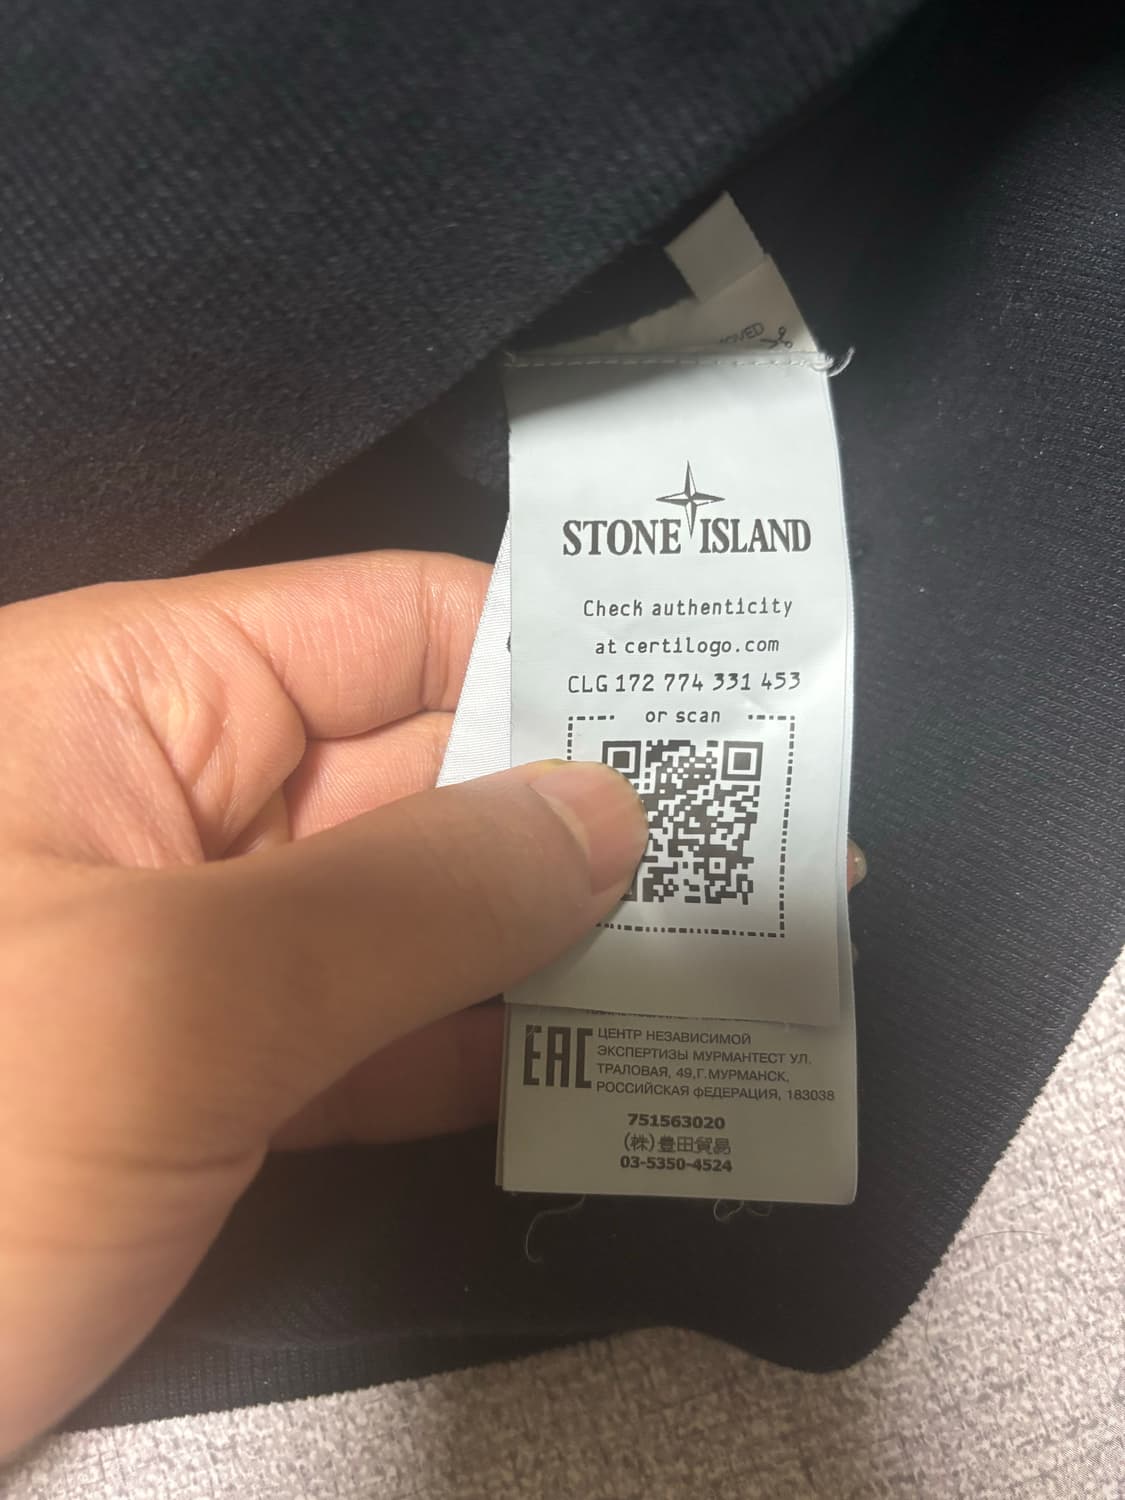 STONE ISLAND
Check authenticity
at certilogo.com
CLG 172 774 331 453
or scan
EAC
ЦЕНТР НЕЗАВИСИМОЙ
ЭКСПЕРТИЗЫ МУРМАНТЕСТ УЛ.
ТРАЛОВАЯ, 49,Г.МУРМАНСК,
РОССИЙСКАЯ ФЕДЕРАЦИЯ, 183038
751563020
(株)豊田貿易
03-5350-4524